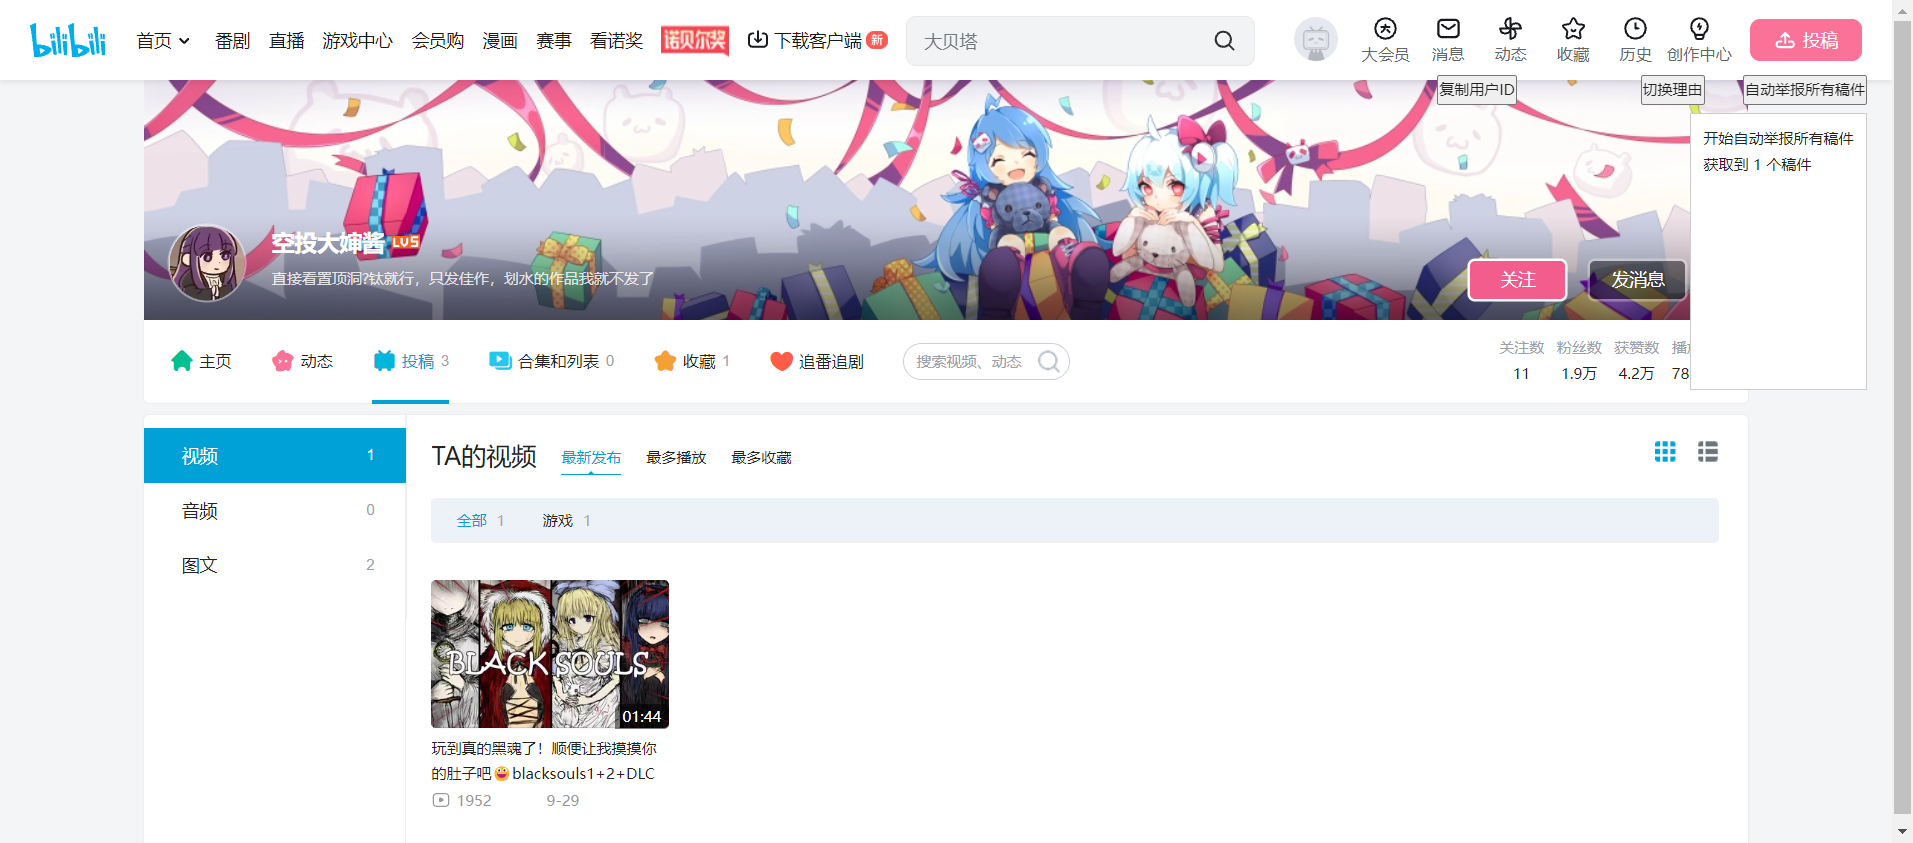 bilibili
首页 番剧 直播 游戏中心 会员购 漫画 赛事 看诺奖 诺贝尔奖 下载客户端 新
大贝塔
大会员 消息 动态 收藏 历史 创作中心 投稿
复制用户ID 切换理由 自动举报所有稿件
开始自动举报所有稿件
获取到 1 个稿件
空投大婶酱 LV5
直接看置顶洞?钛就行，只发佳作，划水的作品我就不发了
关注 发消息
主页 动态 投稿 3 合集和列表 0 收藏 1 追番追剧 搜索视频、动态
关注数 粉丝数 获赞数
11 1.9万 4.2万 78
视频 1
音频 0
图文 2
TA的视频 最新发布 最多播放 最多收藏
全部 1 游戏 1
BLACK SOULS
01:44
玩到真的黑魂了！顺便让我摸摸你
的肚子吧😀blacksouls1+2+DLC
1952 9-29